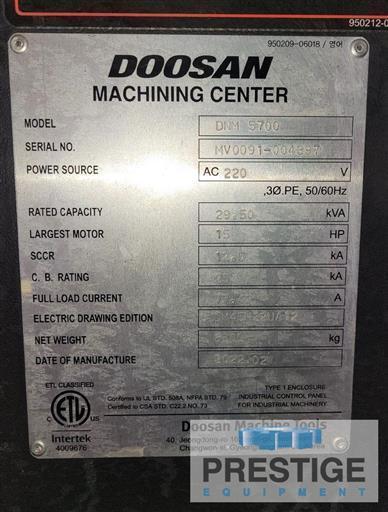 950212-0
950209-06018 / 영어
DOOSAN
MACHINING CENTER
MODEL DNM 5700
SERIAL NO.
POWER SOURCE AC 220 V
,3Ø.PE, 50/60Hz
RATED CAPACITY 29.50 kVA
LARGEST MOTOR 15 HP
SCCR kA
C. B. RATING kA
FULL LOAD CURRENT A
ELECTRIC DRAWING EDITION
NET WEIGHT kg
DATE OF MANUFACTURE
ETL CLASSIFIED
ETL
C US
Intertek
4009676
Conforms to UL STD. 508A, NFPA STD. 79
Certified to CSA STD. C22.2 NO. 73
TYPE 1 ENCLOSURE
INDUSTRIAL CONTROL PANEL
FOR INDUSTRIAL MACHINERY
Doosan Machine Tools
PRESTIGE
EQUIPMENT